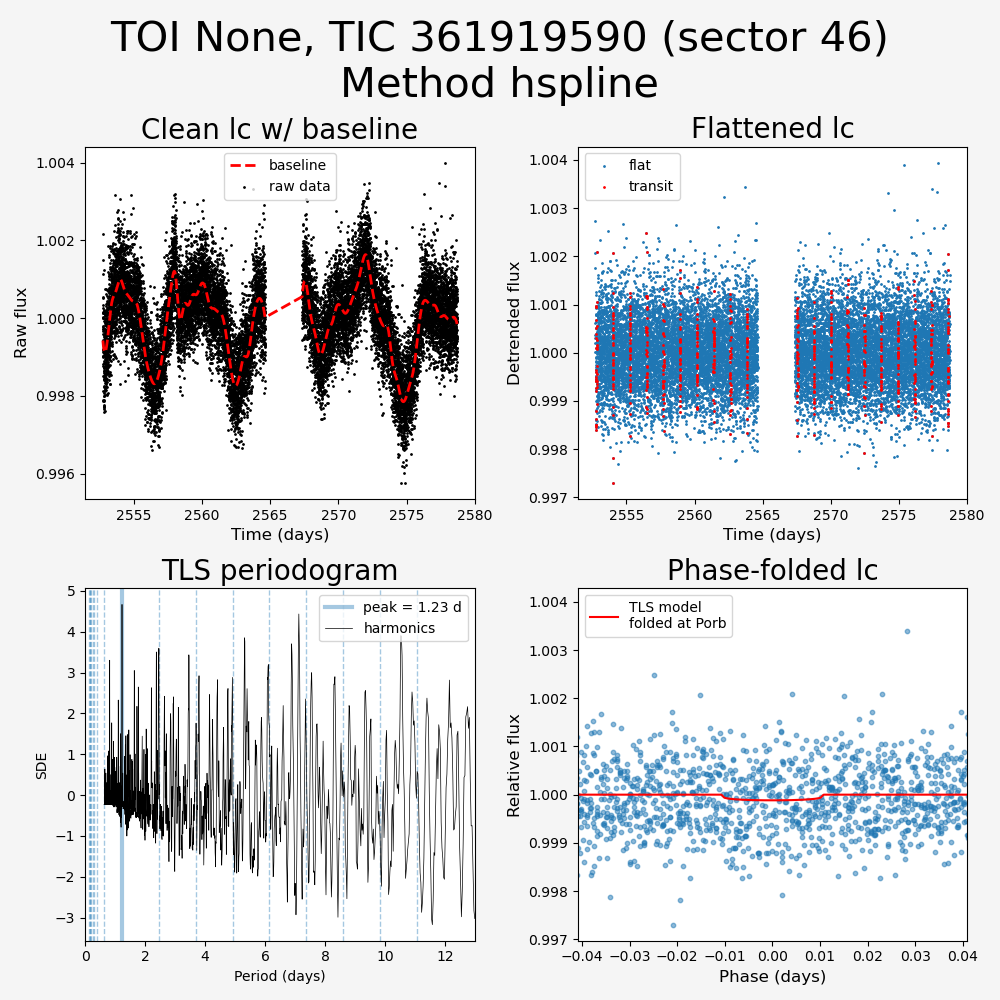 TOI None, TIC 361919590 (sector 46)
Method hspline
Clean lc w/ baseline
baseline
raw data
Raw flux
1.004
1.002
1.000
0.998
0.996
2555 2560 2565 2570 2575 2580
Time (days)
Flattened lc
flat
transit
Detrended flux
1.004
1.003
1.002
1.001
1.000
0.999
0.998
0.997
2555 2560 2565 2570 2575 2580
Time (days)
TLS periodogram
peak = 1.23 d
harmonics
SDE
5
4
3
2
1
0
−1
−2
−3
0 2 4 6 8 10 12
Period (days)
Phase-folded lc
TLS model
folded at Porb
Relative flux
1.004
1.003
1.002
1.001
1.000
0.999
0.998
0.997
−0.04 −0.03 −0.02 −0.01 0.00 0.01 0.02 0.03 0.04
Phase (days)